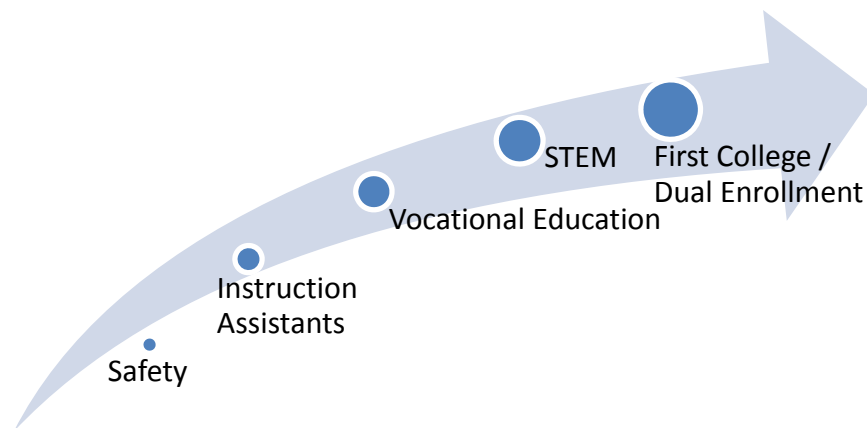 STEM
First College /
Dual Enrollment
Vocational Education
Instruction
Assistants
Safety